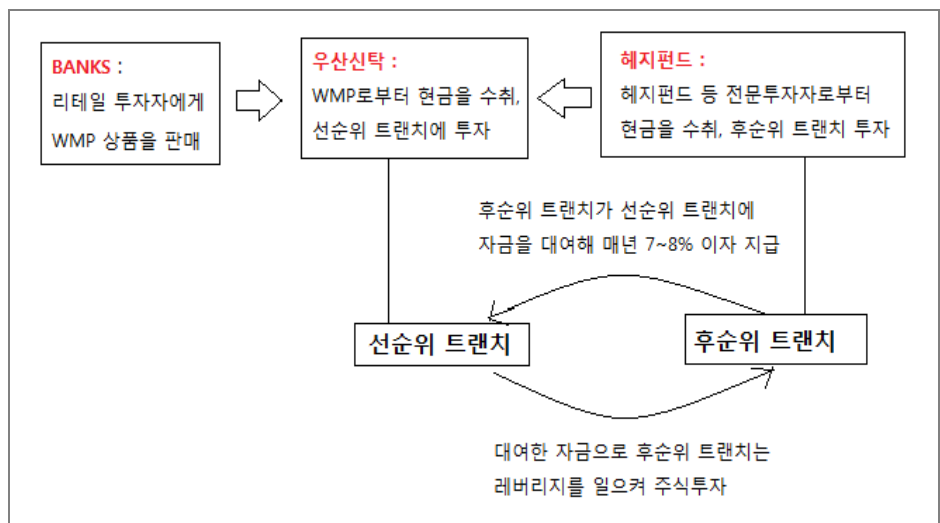 BANKS :
리테일 투자자에게
WMP 상품을 판매
우산신탁 :
WMP로부터 현금을 수취,
선순위 트랜치에 투자
헤지펀드 :
헤지펀드 등 전문투자자로부터
현금을 수취, 후순위 트랜치 투자
후순위 트랜치가 선순위 트랜치에
자금을 대여해 매년 7~8% 이자 지급
선순위 트랜치
후순위 트랜치
대여한 자금으로 후순위 트랜치는
레버리지를 일으켜 주식투자